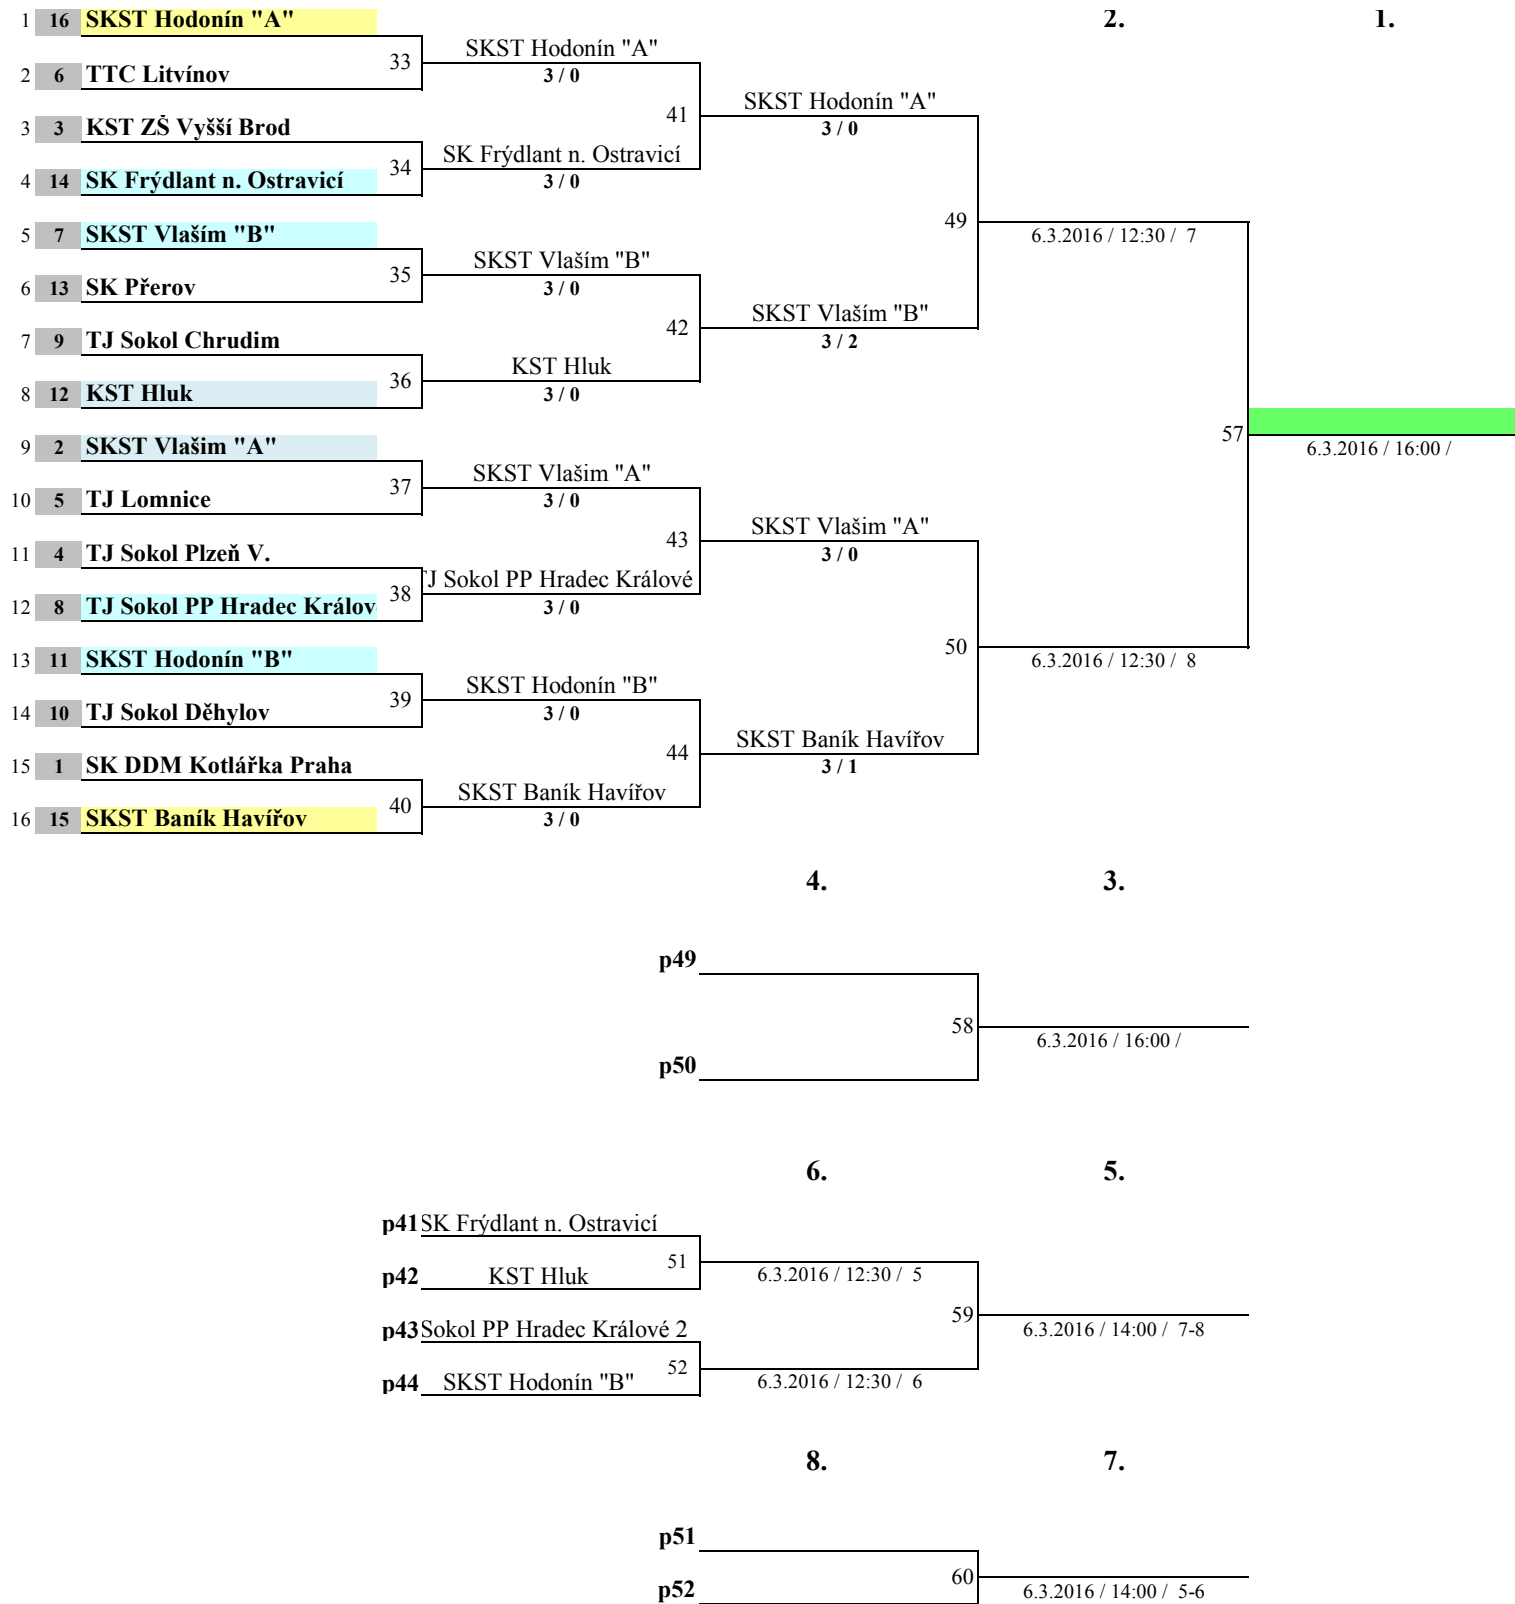 2. 1.
1 16 SKST Hodonín "A"
33 SKST Hodonín "A"
2 6 TTC Litvínov 3 / 0
41 SKST Hodonín "A"
3 3 KST ZŠ Vyšší Brod 3 / 0
34 SK Frýdlant n. Ostravicí
4 14 SK Frýdlant n. Ostravicí 3 / 0
49
5 7 SKST Vlaším "B" 6.3.2016 / 12:30 / 7
35 SKST Vlaším "B"
6 13 SK Přerov 3 / 0
42 SKST Vlaším "B"
7 9 TJ Sokol Chrudim 3 / 2
36 KST Hluk
8 12 KST Hluk 3 / 0
57
9 2 SKST Vlašim "A" 6.3.2016 / 16:00 /
37 SKST Vlašim "A"
10 5 TJ Lomnice 3 / 0
43 SKST Vlašim "A"
11 4 TJ Sokol Plzeň V. 3 / 0
38 TJ Sokol PP Hradec Králové
12 8 TJ Sokol PP Hradec Králov 3 / 0
50
13 11 SKST Hodonín "B" 6.3.2016 / 12:30 / 8
39 SKST Hodonín "B"
14 10 TJ Sokol Děhylov 3 / 0
44 SKST Baník Havířov
15 1 SK DDM Kotlářka Praha 3 / 1
40 SKST Baník Havířov
16 15 SKST Baník Havířov 3 / 0
4. 3.
p49
58 6.3.2016 / 16:00 /
p50
6. 5.
p41 SK Frýdlant n. Ostravicí
51 6.3.2016 / 12:30 / 5
p42 KST Hluk
59 6.3.2016 / 14:00 / 7-8
p43 Sokol PP Hradec Králové 2
52 6.3.2016 / 12:30 / 6
p44 SKST Hodonín "B"
8. 7.
p51
60 6.3.2016 / 14:00 / 5-6
p52